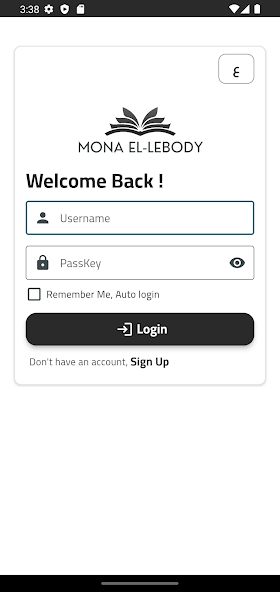 3:38
ع
MONA EL-LEBODY
Welcome Back !
Username
PassKey
Remember Me, Auto login
Login
Don't have an account, Sign Up